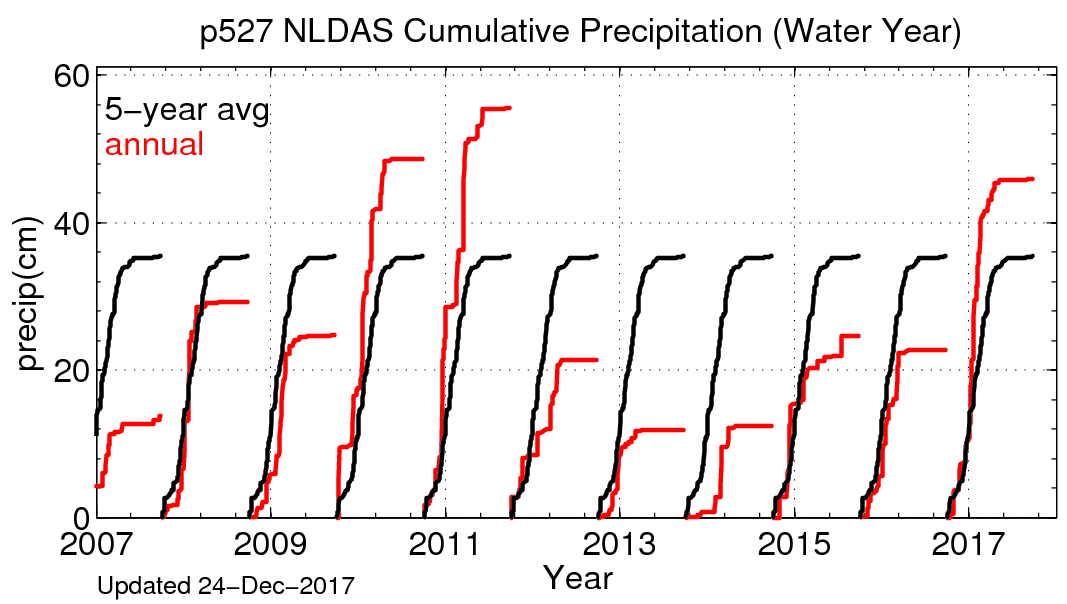 p527 NLDAS Cumulative Precipitation (Water Year)
60
5−year avg
annual
40
precip(cm)
20
0
2007 2009 2011 2013 2015 2017
Year
Updated 24−Dec−2017